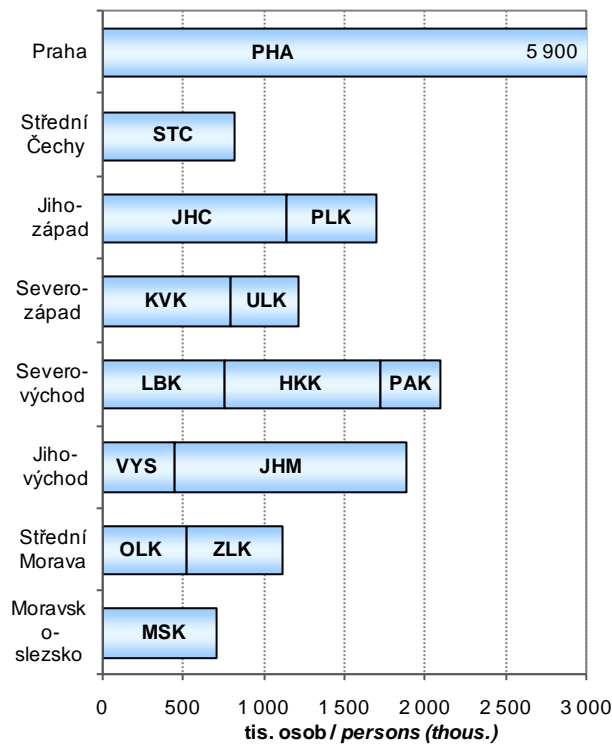 Praha
PHA
5 900
Střední
Čechy
STC
Jiho-
západ
JHC PLK
Severo-
západ
KVK ULK
Severo-
východ
LBK HKK PAK
Jiho-
východ
VYS JHM
Střední
Morava
OLK ZLK
Moravsk
o-
slezsko
MSK
0 500 1 000 1 500 2 000 2 500 3 000
tis. osob / persons (thous.)